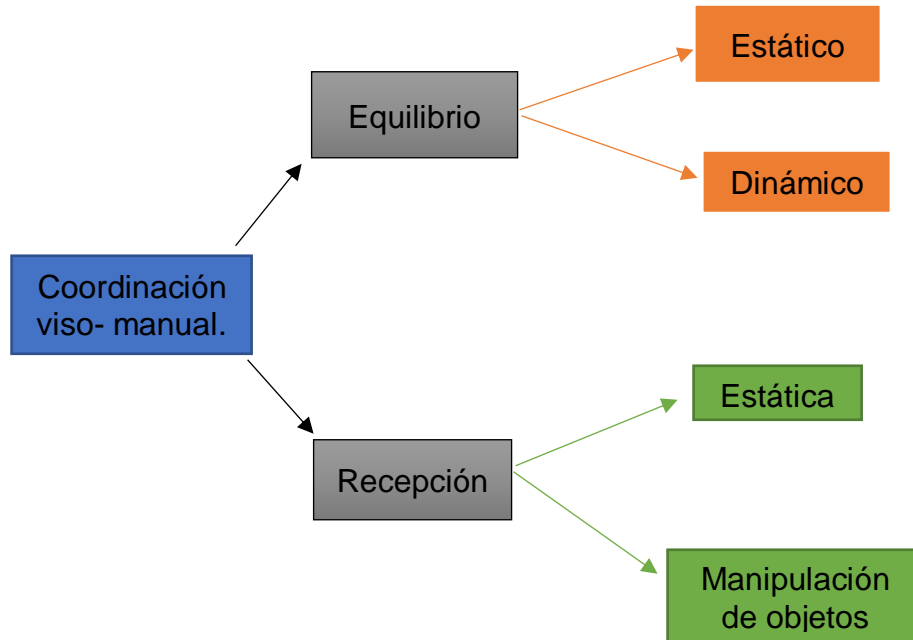 Estático
Equilibrio
Dinámico
Coordinación
viso- manual.
Estática
Recepción
Manipulación
de objetos